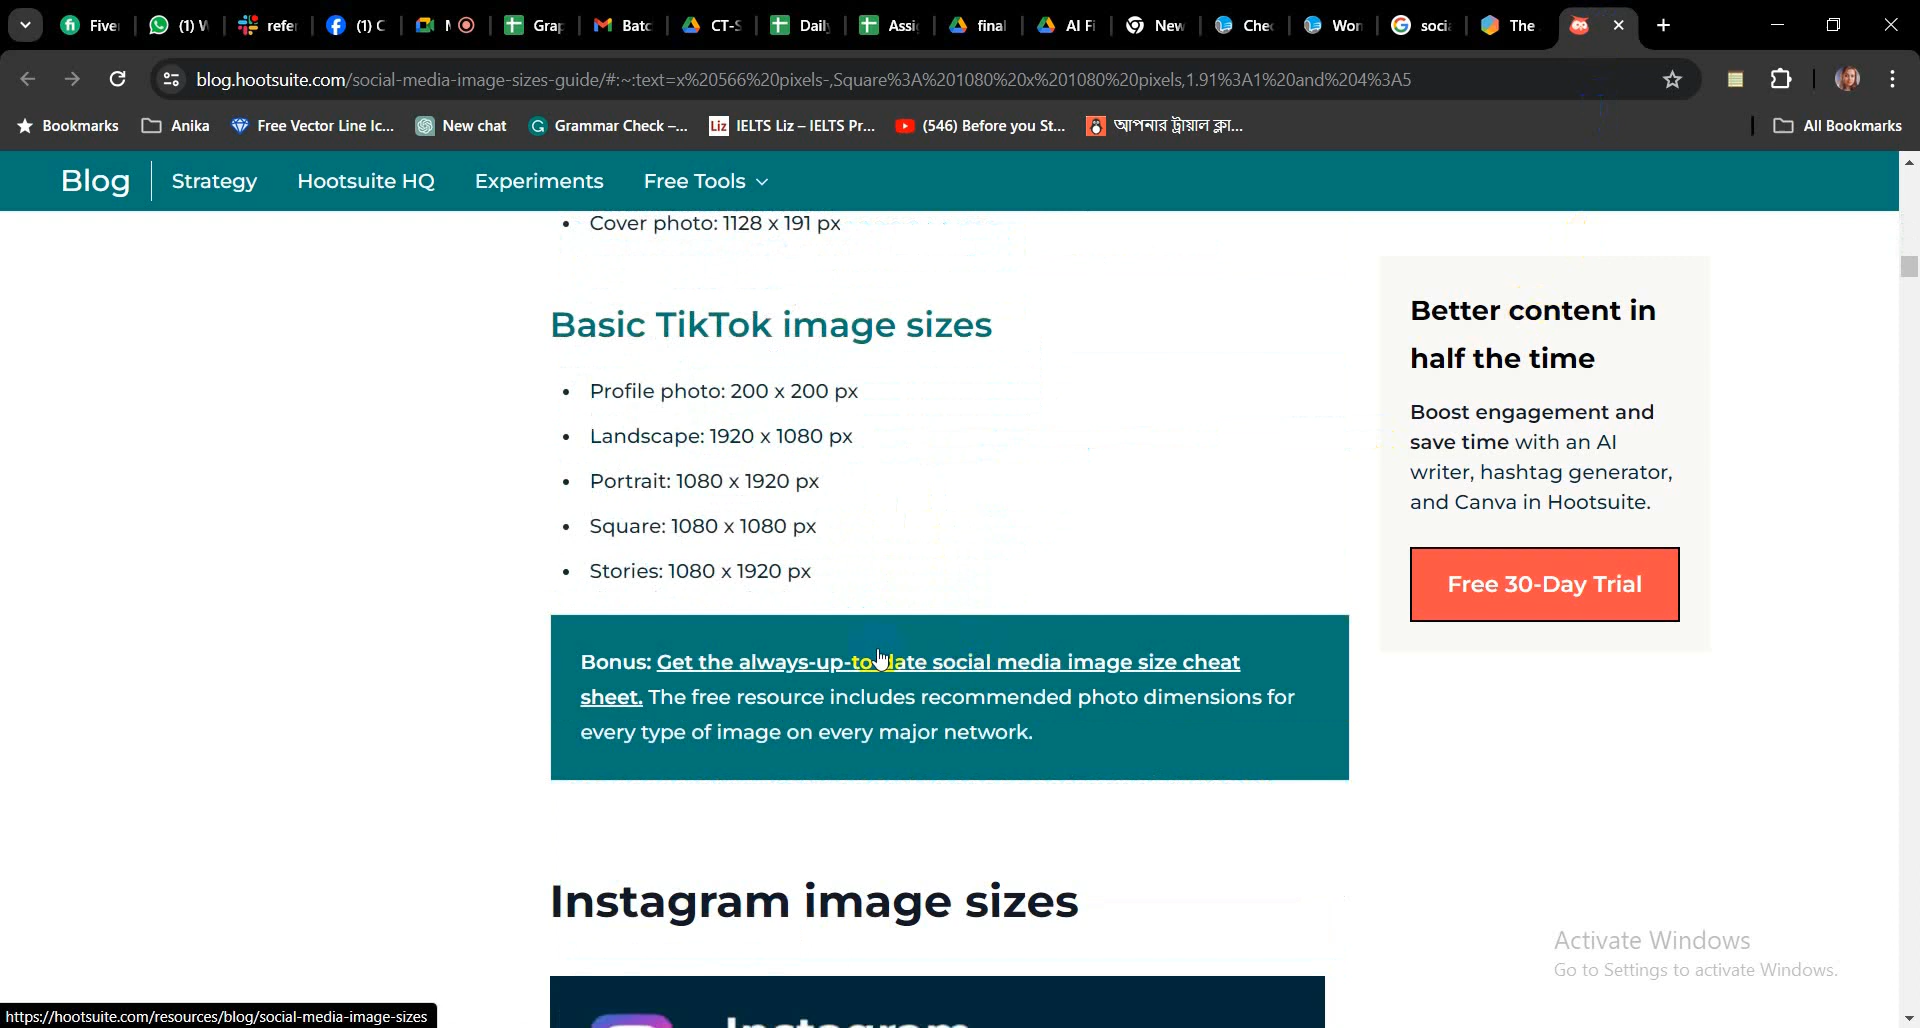 Five
(1) W
refer
(1) C
Grap
Batc
CT-S
Daily
Assi
final
AI Fi
New
Chec
Won
socia
The
blog.hootsuite.com/social-media-image-sizes-guide/#:~:text=x%20566%20pixels-,Square%3A%201080%20x%201080%20pixels,1.91%3A1%20and%204%3A5
Bookmarks
Anika
Free Vector Line Ic...
New chat
Grammar Check –...
Liz IELTS Liz – IELTS Pr...
(546) Before you St...
আপনার ট্রায়াল ক্লা...
All Bookmarks
Blog
Strategy
Hootsuite HQ
Experiments
Free Tools
• Cover photo: 1128 x 191 px
Basic TikTok image sizes
• Profile photo: 200 x 200 px
• Landscape: 1920 x 1080 px
• Portrait: 1080 x 1920 px
• Square: 1080 x 1080 px
• Stories: 1080 x 1920 px
Bonus: Get the always-up-to-date social media image size cheat
sheet. The free resource includes recommended photo dimensions for
every type of image on every major network.
Better content in
half the time
Boost engagement and
save time with an AI
writer, hashtag generator,
and Canva in Hootsuite.
Free 30-Day Trial
Instagram image sizes
Instagram
Activate Windows
Go to Settings to activate Windows.
https://hootsuite.com/resources/blog/social-media-image-sizes